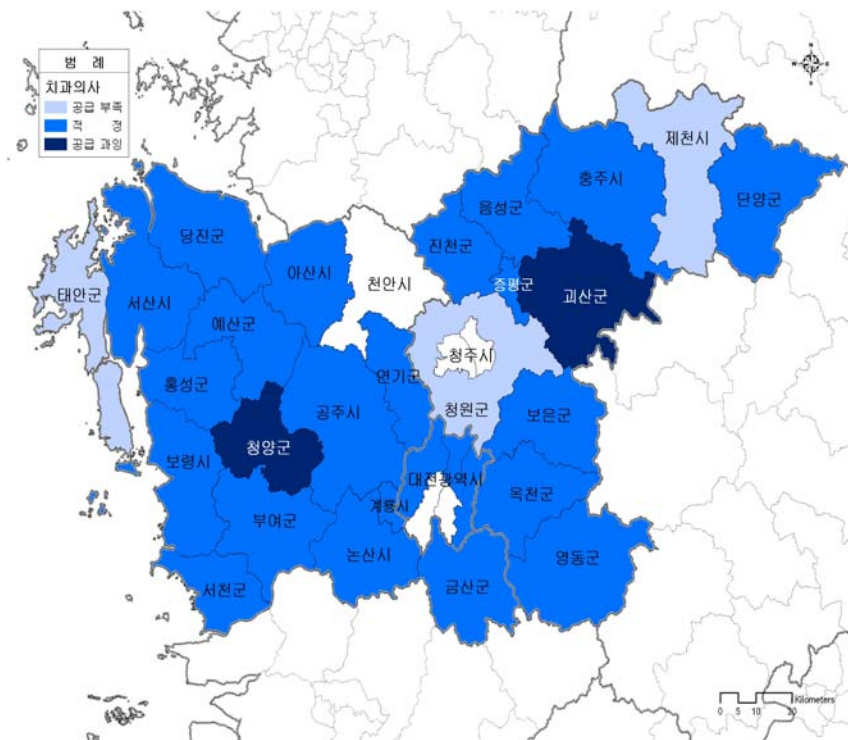 범 례
치과의사
공급 부족
적 정
공급 과잉
N
W E
S
제천시
충주시
단양군
음성군
당진군
진천군
아산시
천안시
증평군
괴산군
태안군
서산시
예산군
청주시
연기군
홍성군
공주시
청원군
보은군
청양군
보령시
대전광역시
옥천군
계룡시
부여군
논산시
영동군
서천군
금산군
Kilometers
0 5 10 20